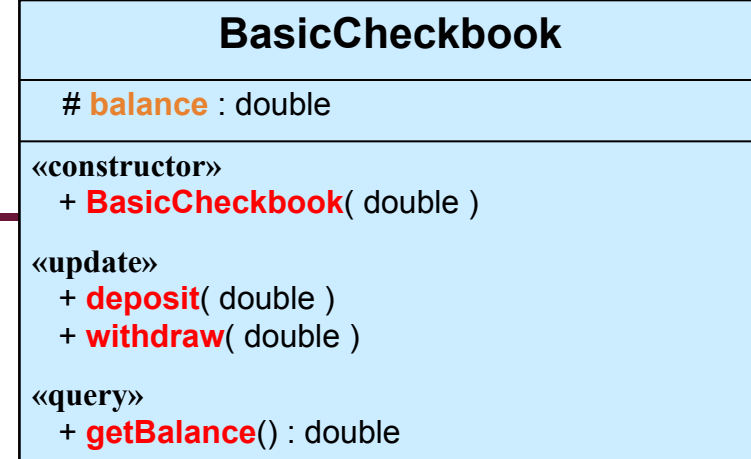 BasicCheckbook
# balance : double
«constructor»
+ BasicCheckbook( double )
«update»
+ deposit( double )
+ withdraw( double )
«query»
+ getBalance() : double